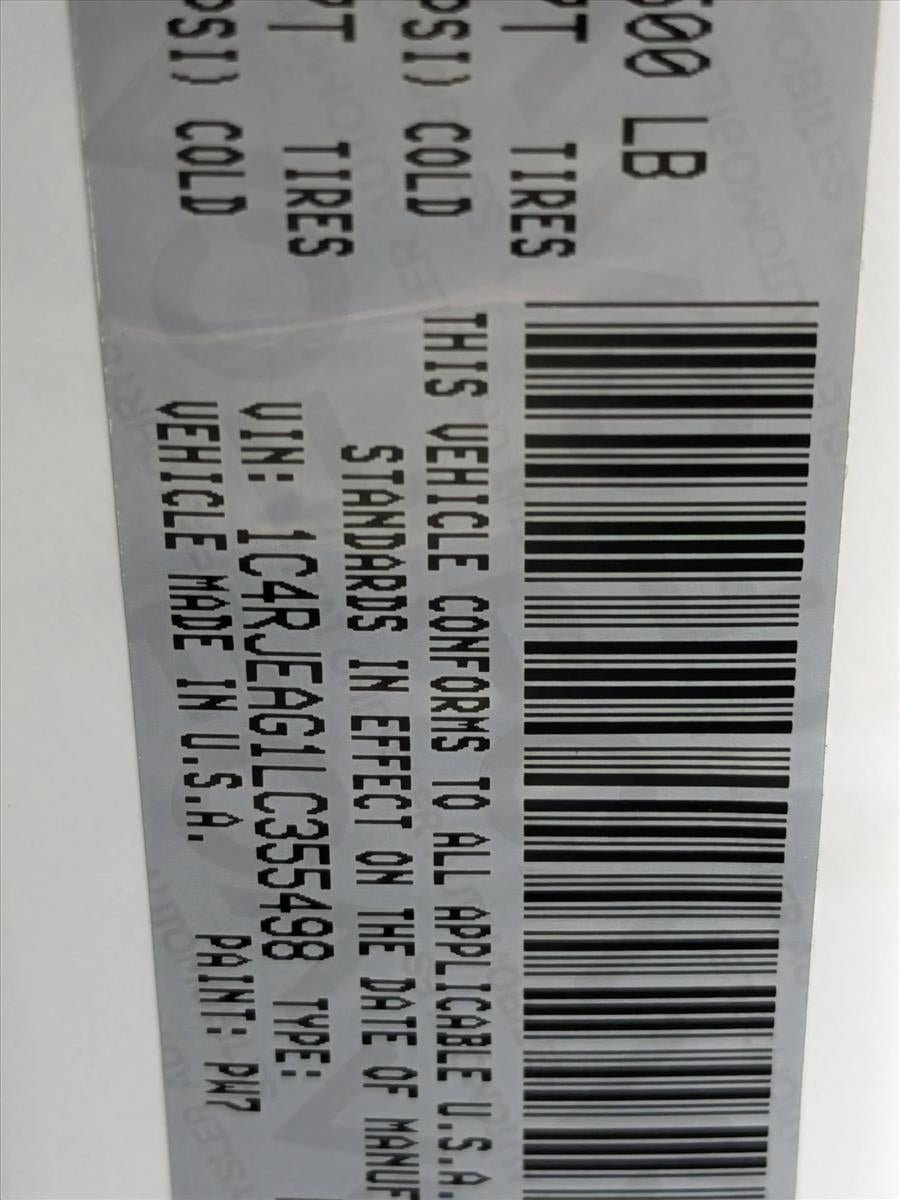 500 LB
PT TIRES
PSI) COLD
PT TIRES
PSI) COLD
THIS VEHICLE CONFORMS TO ALL APPLICABLE U.S.A.
STANDARDS IN EFFECT ON THE DATE OF MANUF
VIN: 1C4RJEAG1LC355498 TYPE:
VEHICLE MADE IN U.S.A. PAINT: PW7